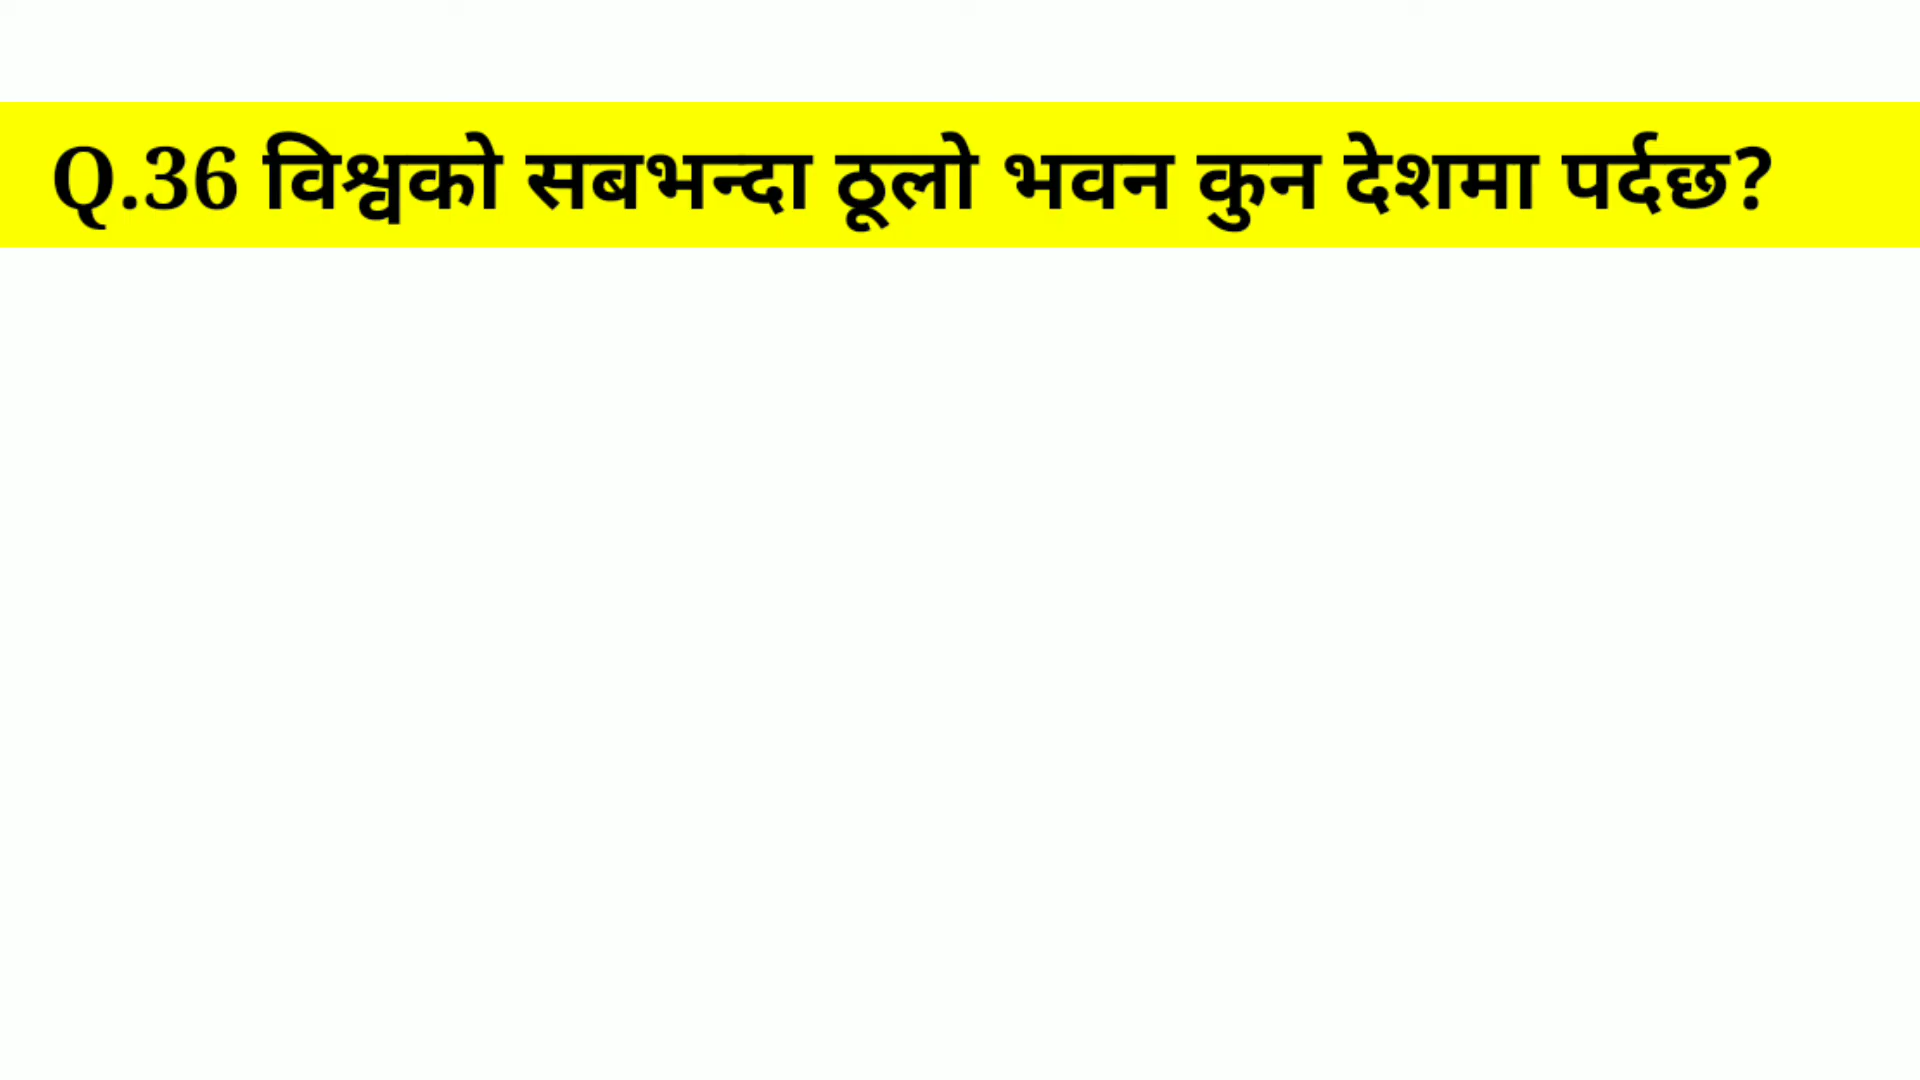 Q.36 विश्वको सबभन्दा ठूलो भवन कुन देशमा पर्दछ?